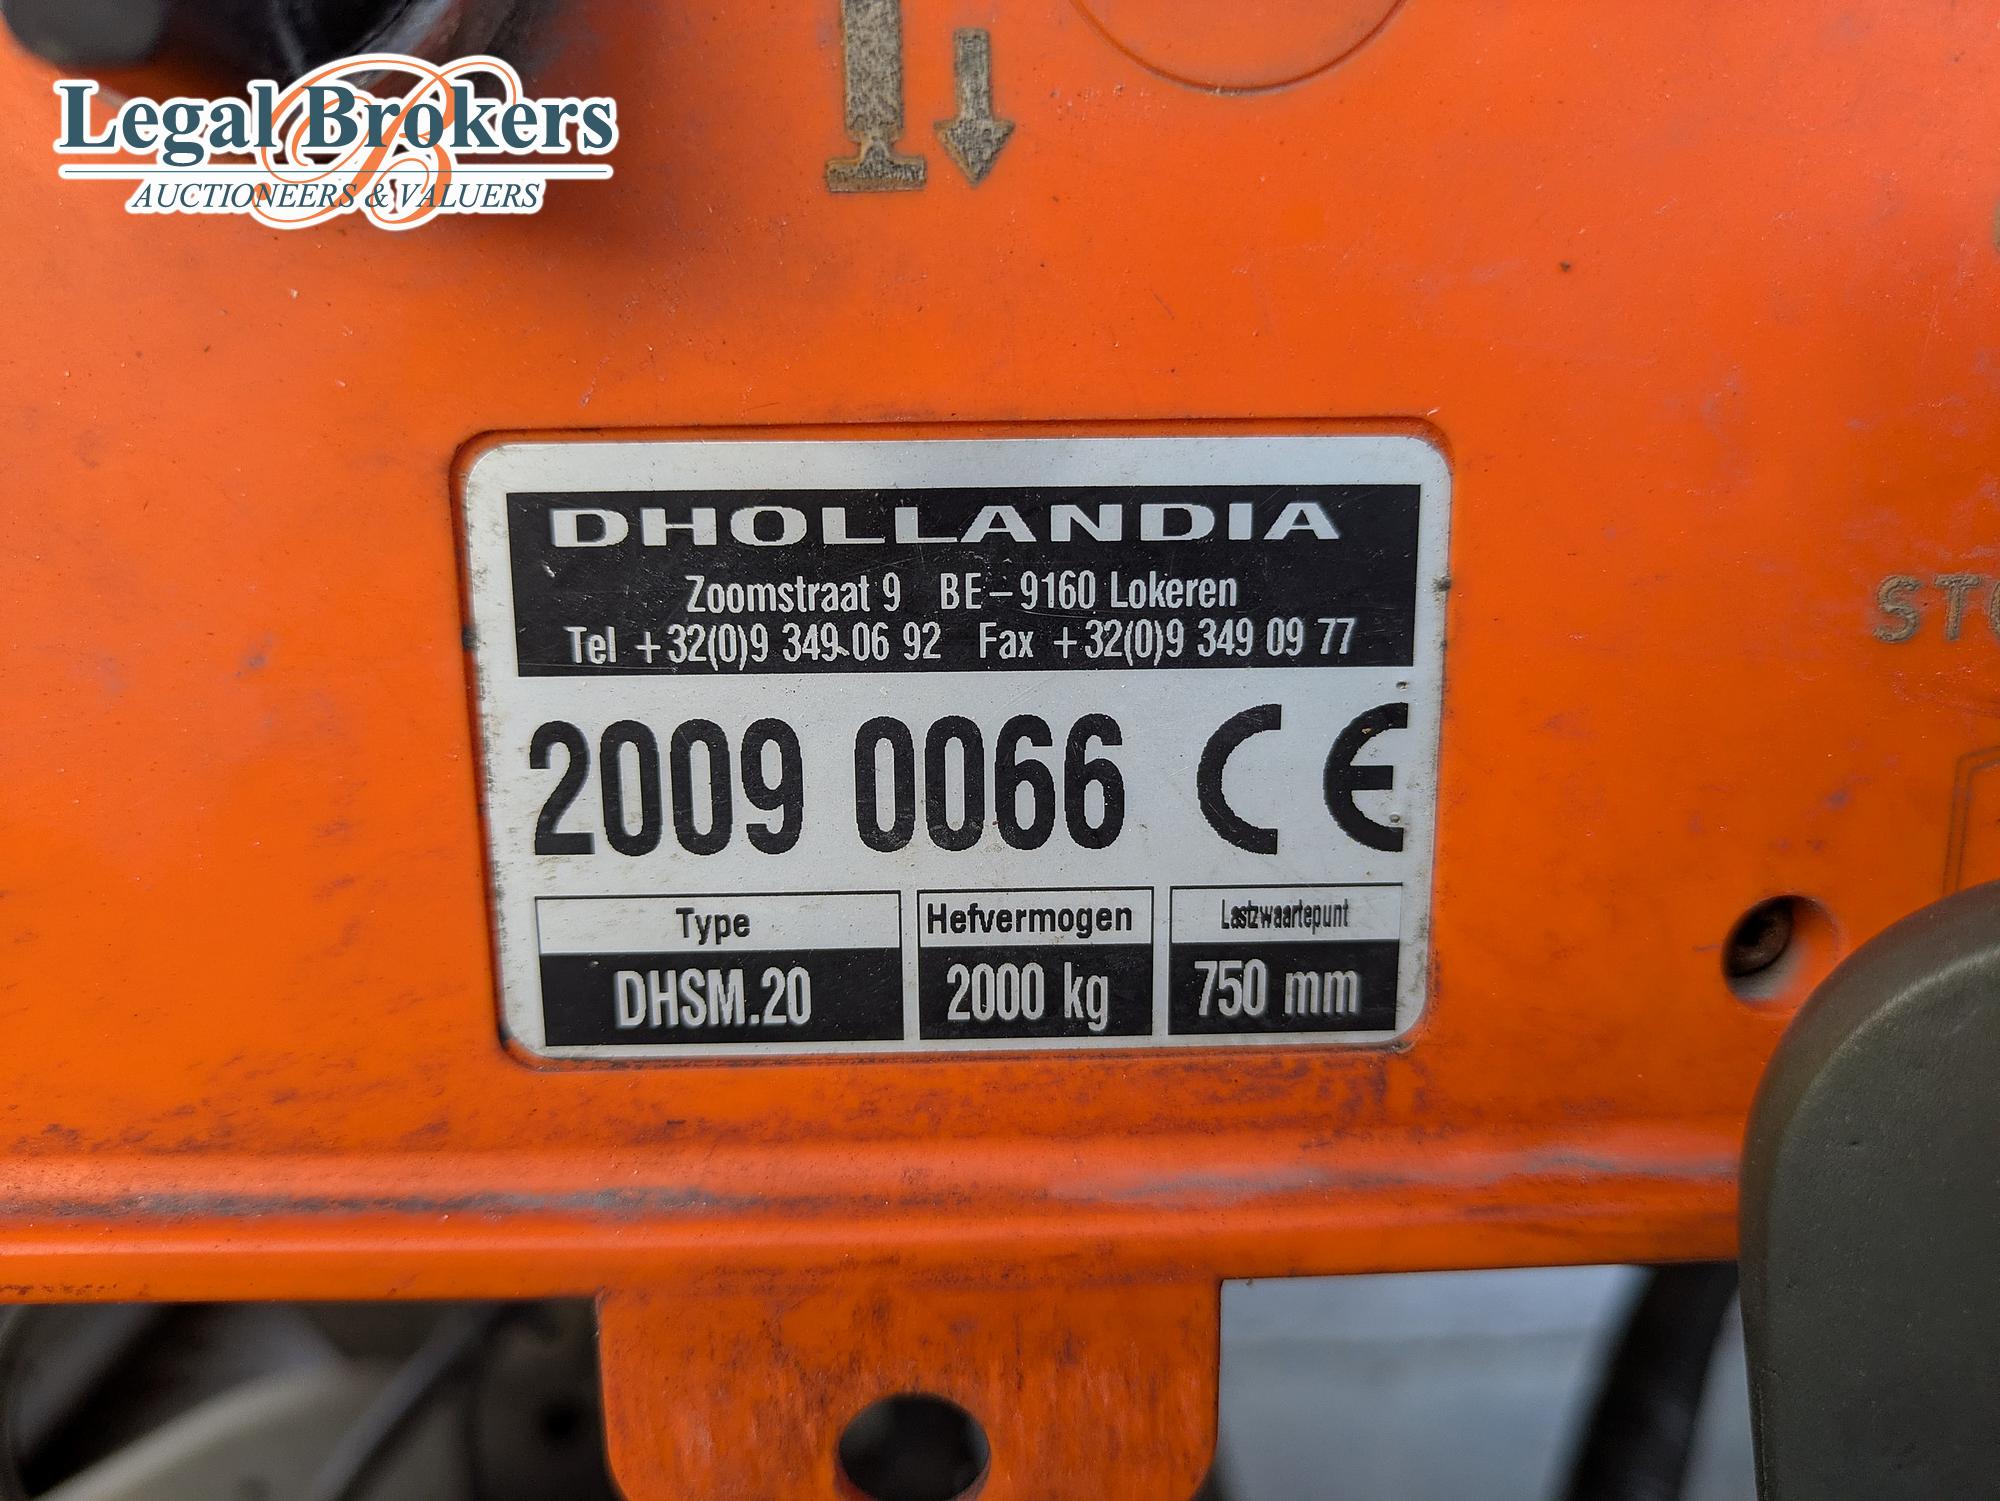 Legal Brokers
AUCTIONEERS & VALUERS
DHOLLANDIA
Zoomstraat 9 BE – 9160 Lokeren
Tel +32(0)9 349 06 92 Fax +32(0)9 349 09 77
2009 0066 CE
Type Hefvermogen Lastzwaartepunt
DHSM.20 2000 kg 750 mm